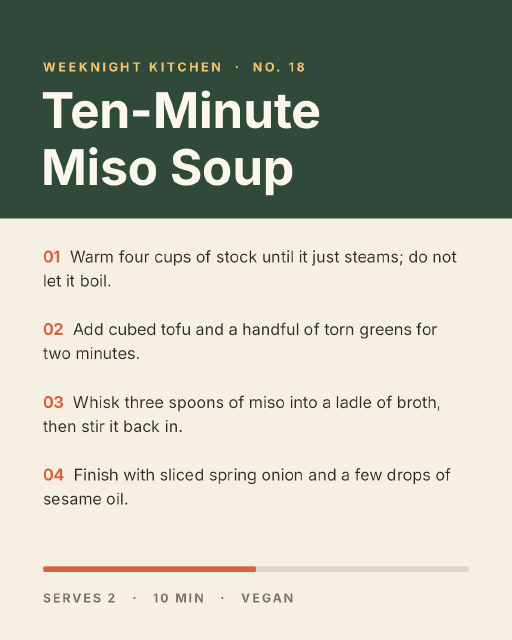 WEEKNIGHT KITCHEN · NO. 18
Ten-Minute
Miso Soup
01 Warm four cups of stock until it just steams; do not
let it boil.
02 Add cubed tofu and a handful of torn greens for
two minutes.
03 Whisk three spoons of miso into a ladle of broth,
then stir it back in.
04 Finish with sliced spring onion and a few drops of
sesame oil.
SERVES 2 · 10 MIN · VEGAN